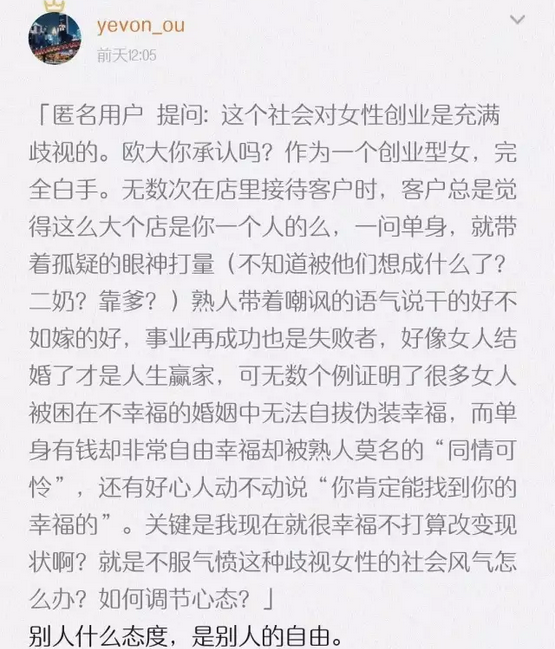 yevon_ou
前天12:05
「匿名用户 提问: 这个社会对女性创业是充满
歧视的。欧大你承认吗？作为一个创业型女，完
全白手。无数次在店里接待客户时，客户总是觉
得这么大个店是你一个人的么，一问单身，就带
着孤疑的眼神打量（不知道被他们想成什么了？
二奶？靠爹？）熟人带着嘲讽的语气说干的好不
如嫁的好，事业再成功也是失败者，好像女人结
婚了才是人生赢家，可无数个例证明了很多女人
被困在不幸福的婚姻中无法自拔伪装幸福，而单
身有钱却非常自由幸福却被熟人莫名的“同情可
怜”，还有好心人动不动说“你肯定能找到你的
幸福的”。关键是我现在就很幸福不打算改变现
状啊？就是不服气愤这种歧视女性的社会风气怎
么办？如何调节心态？」
别人什么态度，是别人的自由。